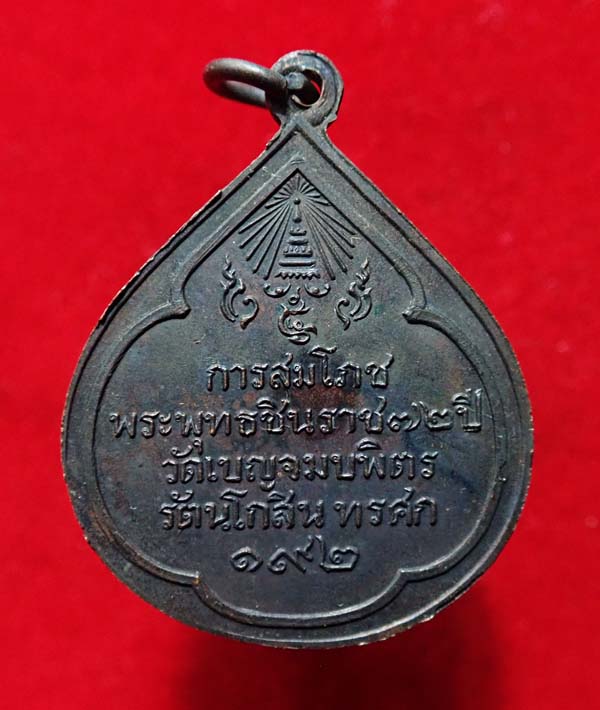 ๕
การสมโภช
พระพุทธชินราช๗๒ปี
วัดเบญจมบพิตร
รัตนโกสินทรศก
๑๙๒